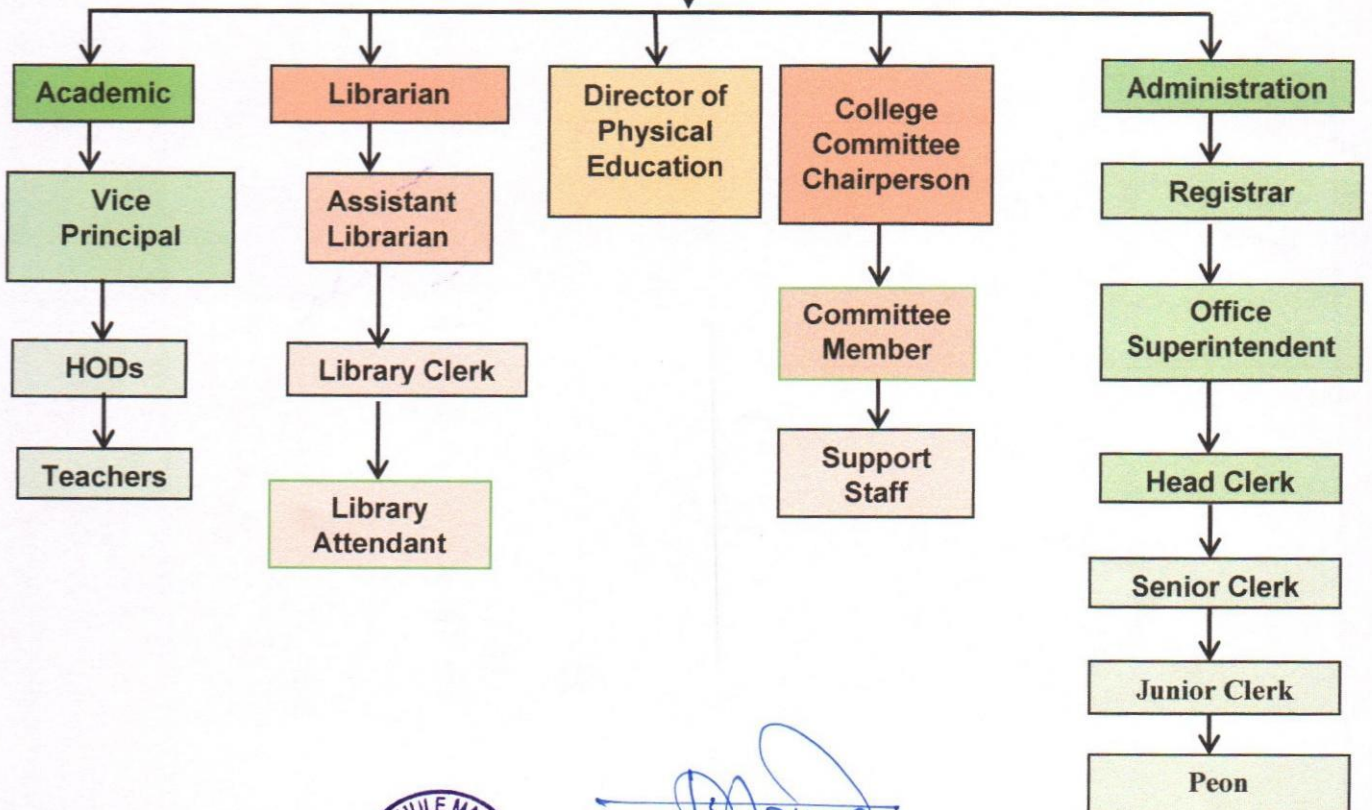 Academic
Vice
Principal
HODs
Teachers
Librarian
Assistant
Librarian
Library Clerk
Library
Attendant
Director of
Physical
Education
College
Committee
Chairperson
Committee
Member
Support
Staff
Administration
Registrar
Office
Superintendent
Head Clerk
Senior Clerk
Junior Clerk
Peon